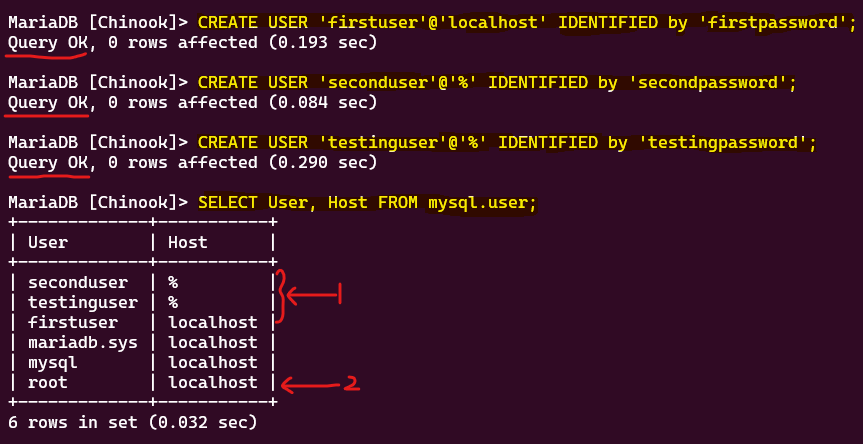 MariaDB [Chinook]> CREATE USER 'firstuser'@'localhost' IDENTIFIED by 'firstpassword';
Query OK, 0 rows affected (0.193 sec)
MariaDB [Chinook]> CREATE USER 'seconduser'@'%' IDENTIFIED by 'secondpassword';
Query OK, 0 rows affected (0.084 sec)
MariaDB [Chinook]> CREATE USER 'testinguser'@'%' IDENTIFIED by 'testingpassword';
Query OK, 0 rows affected (0.290 sec)
MariaDB [Chinook]> SELECT User, Host FROM mysql.user;
+-------------+-----------+
| User        | Host      |
+-------------+-----------+
| seconduser  | %         |
| testinguser | %         | 1
| firstuser   | localhost |
| mariadb.sys | localhost |
| mysql       | localhost |
| root        | localhost | 2
+-------------+-----------+
6 rows in set (0.032 sec)